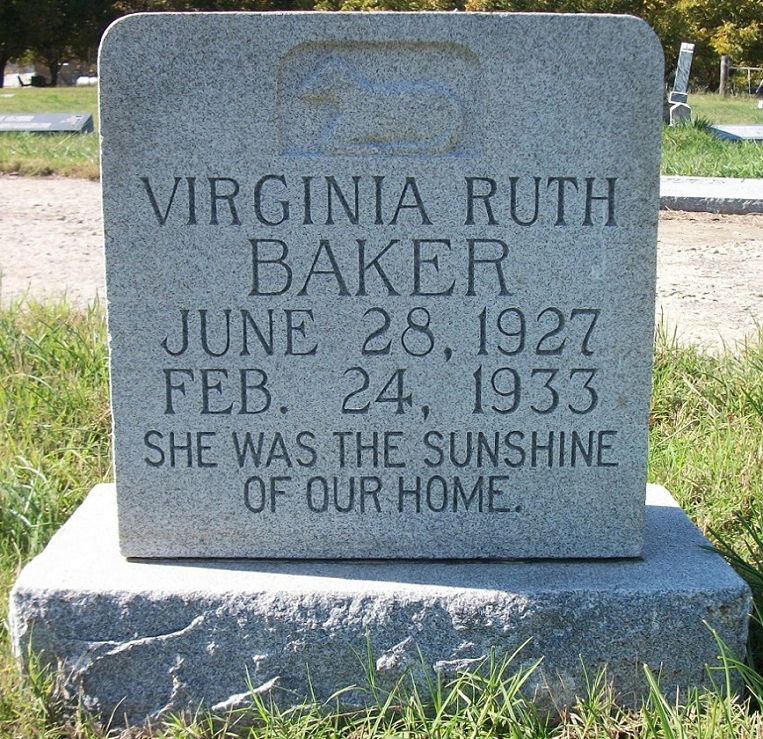 VIRGINIA RUTH
BAKER
JUNE 28, 1927
FEB. 24, 1933
SHE WAS THE SUNSHINE
OF OUR HOME.